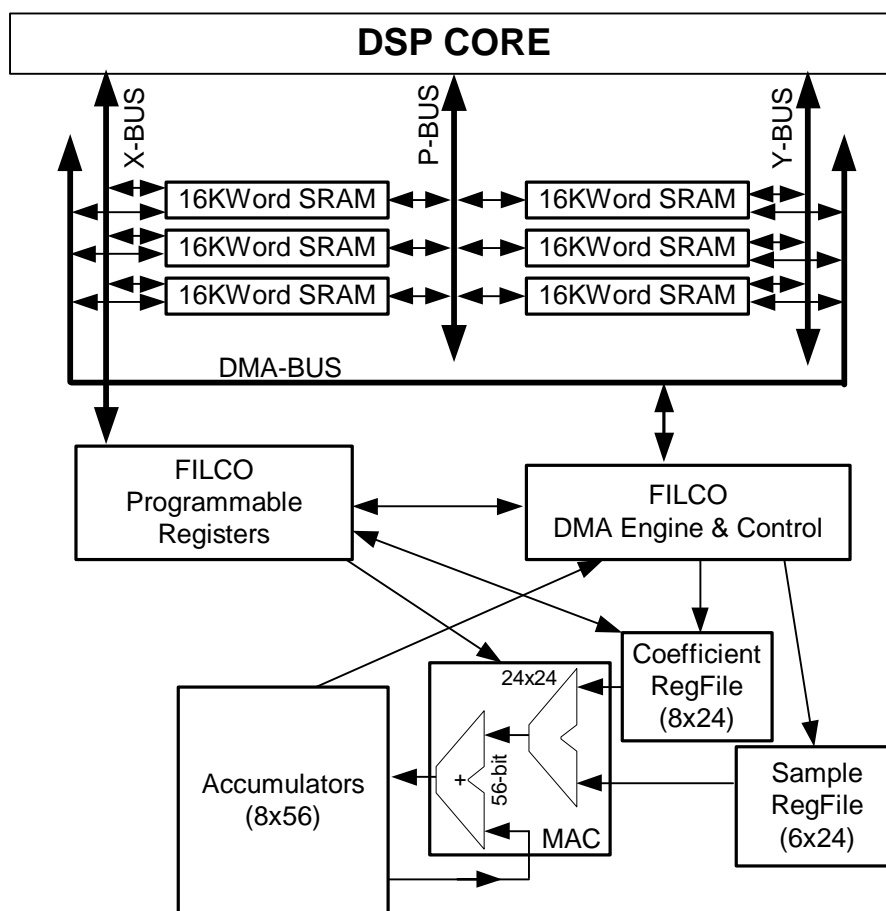 DSP CORE
X-BUS
P-BUS
Y-BUS
16KWord SRAM
16KWord SRAM
16KWord SRAM
16KWord SRAM
16KWord SRAM
16KWord SRAM
DMA-BUS
FILCO
Programmable
Registers
FILCO
DMA Engine & Control
Coefficient
RegFile
(8x24)
24x24
+
56-bit
MAC
Accumulators
(8x56)
Sample
RegFile
(6x24)